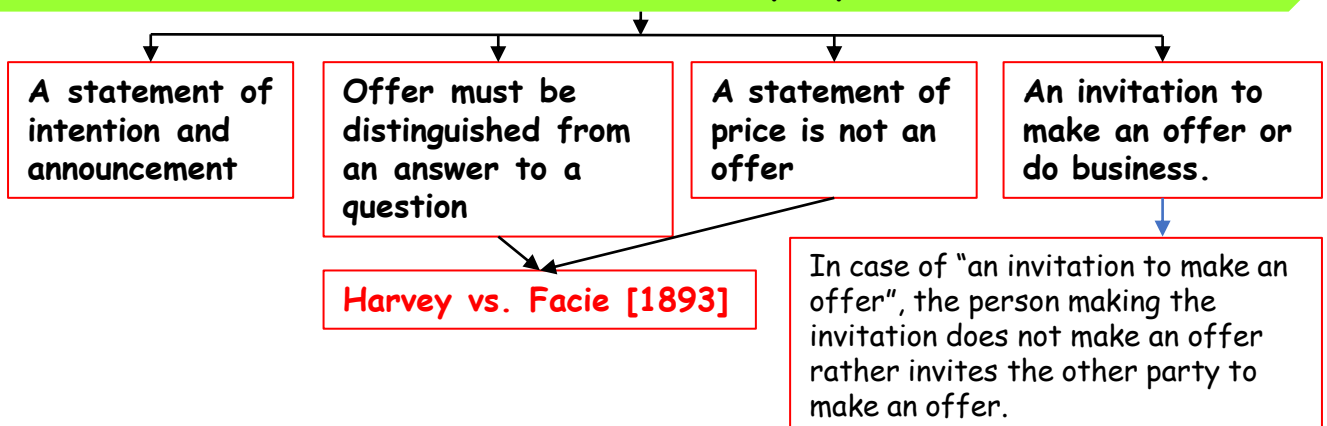 A statement of
intention and
announcement
Offer must be
distinguished from
an answer to a
question
A statement of
price is not an
offer
An invitation to
make an offer or
do business.
Harvey vs. Facie [1893]
In case of “an invitation to make an
offer”, the person making the
invitation does not make an offer
rather invites the other party to
make an offer.